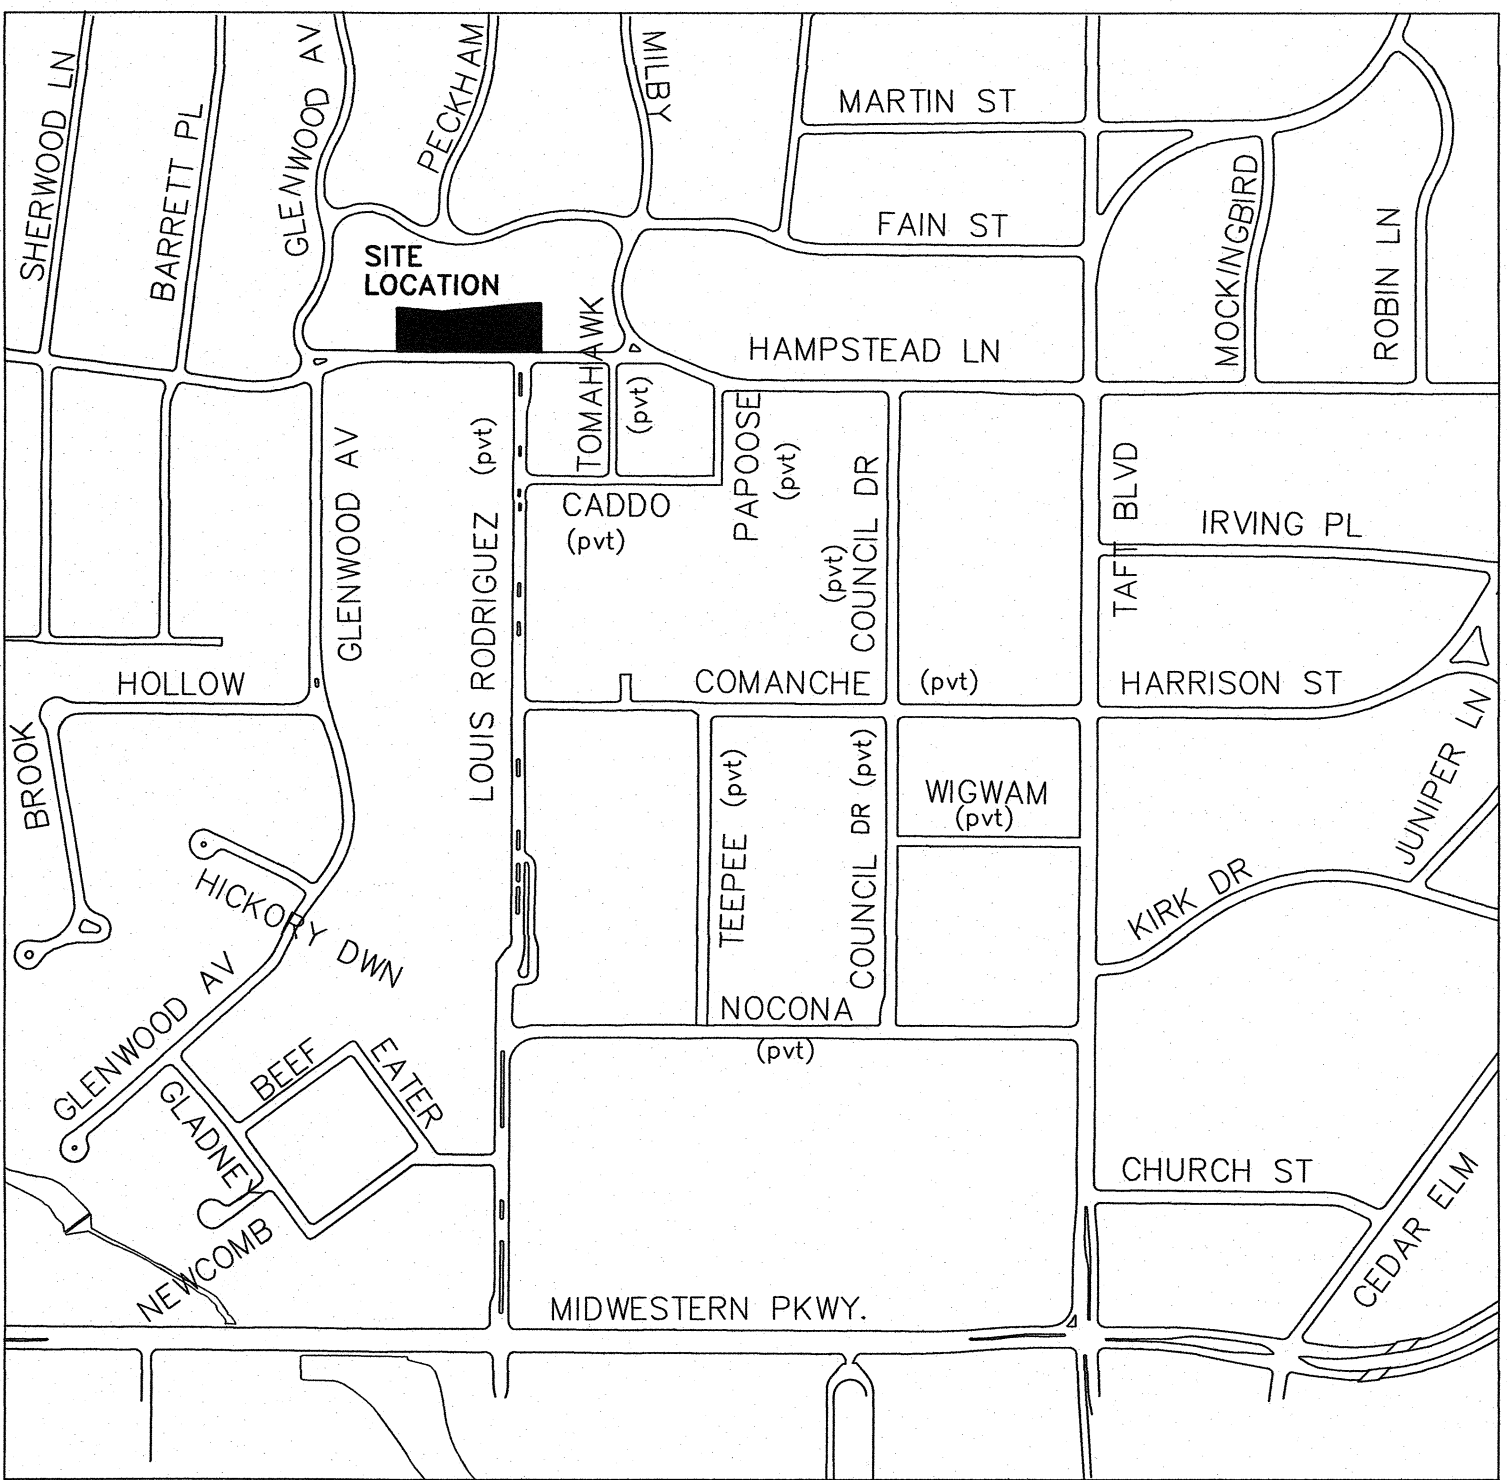 SHERWOOD LN
BARRETT PL
GLENWOOD AV
PECKHAM
MILBY
MARTIN ST
FAIN ST
MOCKINGBIRD
ROBIN LN
SITE
LOCATION
HAMPSTEAD LN
TOMAHAWK
(pvt)
PAPOOSE
(pvt)
CADDO
(pvt)
GLENWOOD AV
LOUIS RODRIGUEZ (pvt)
COUNCIL DR
(pvt)
TAFT BLVD
IRVING PL
HOLLOW
BROOK
COMANCHE (pvt)
HARRISON ST
JUNIPER LN
TEEPEE (pvt)
COUNCIL DR (pvt)
WIGWAM
(pvt)
KIRK DR
HICKORY DWN
GLENWOOD AV
NOCONA
(pvt)
BEEF
EATER
GLADNEY
NEWCOMB
CHURCH ST
CEDAR ELM
MIDWESTERN PKWY.